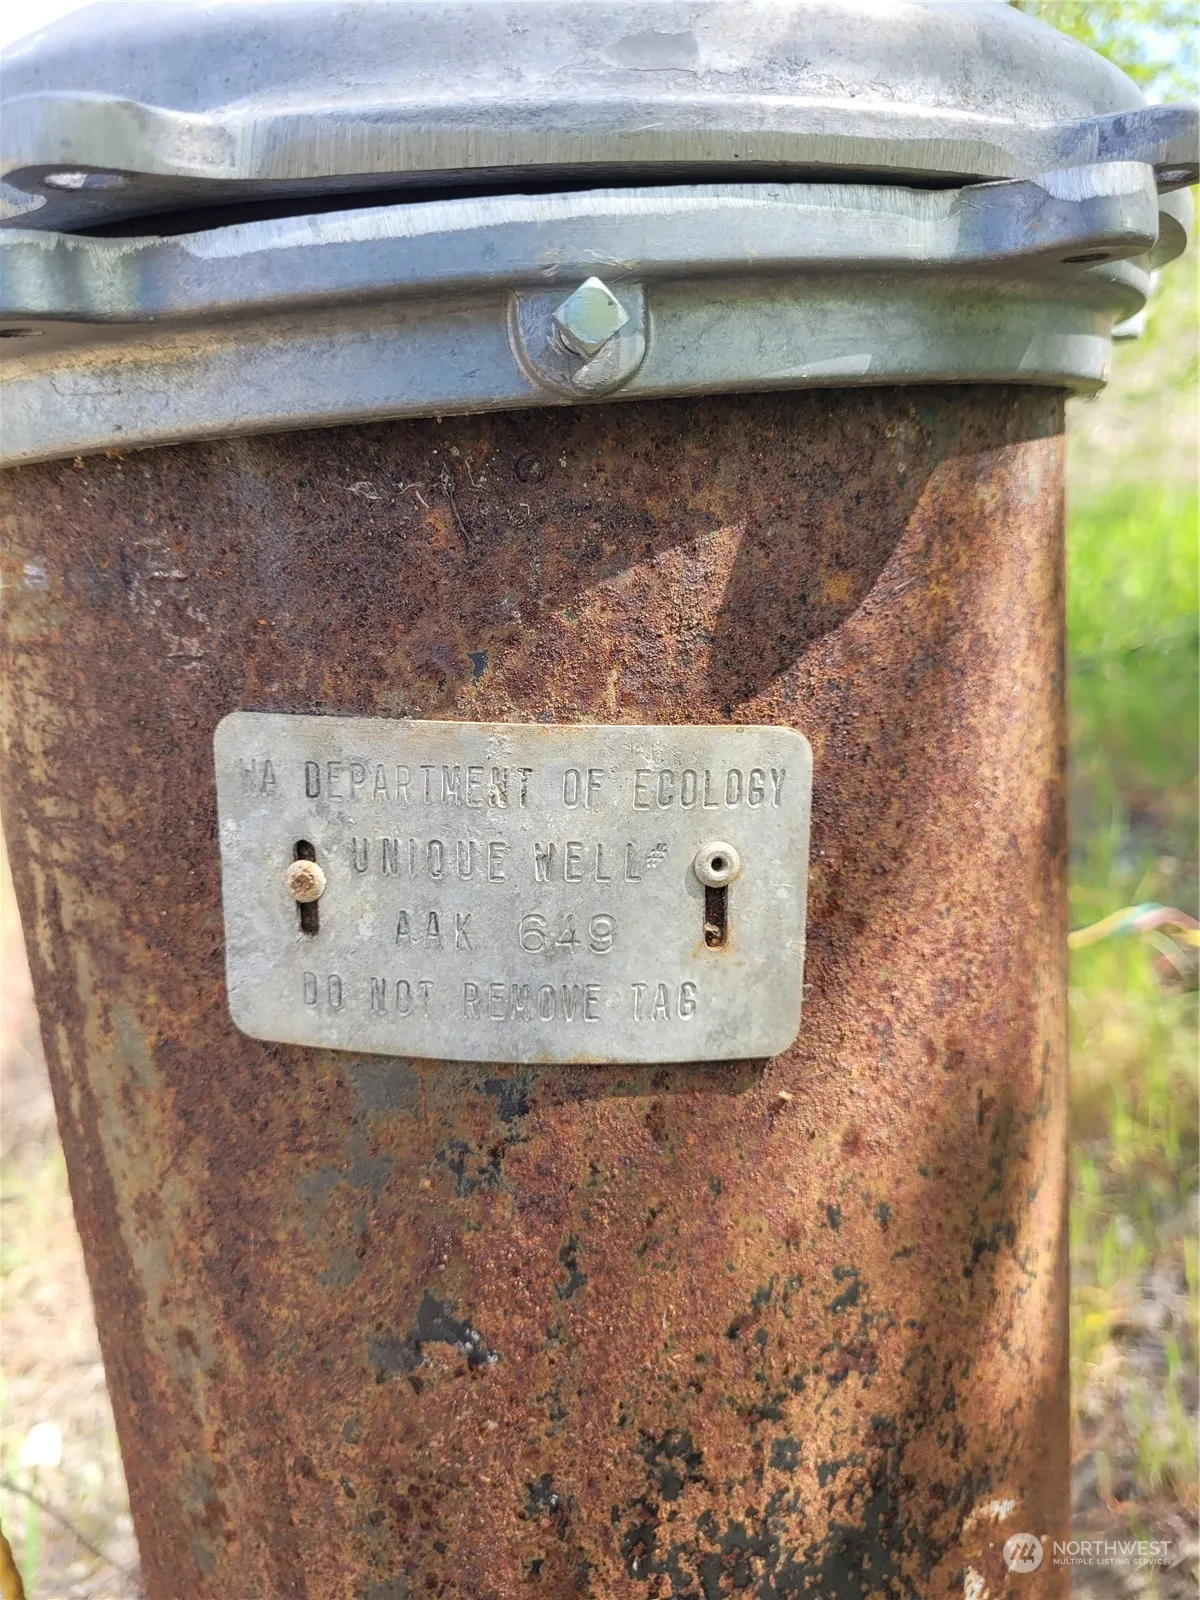 WA DEPARTMENT OF ECOLOGY
UNIQUE WELL#
AAK 649
DO NOT REMOVE TAG
NORTHWEST
MULTIPLE LISTING SERVICE